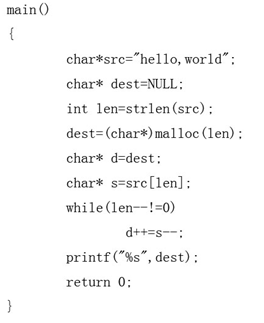 main()
{
char*src="hello,world";
char* dest=NULL;
int len=strlen(src);
dest=(char*)malloc(len);
char* d=dest;
char* s=src[len];
while(len--!=0)
d++=s--;
printf("%s",dest);
return 0;
}